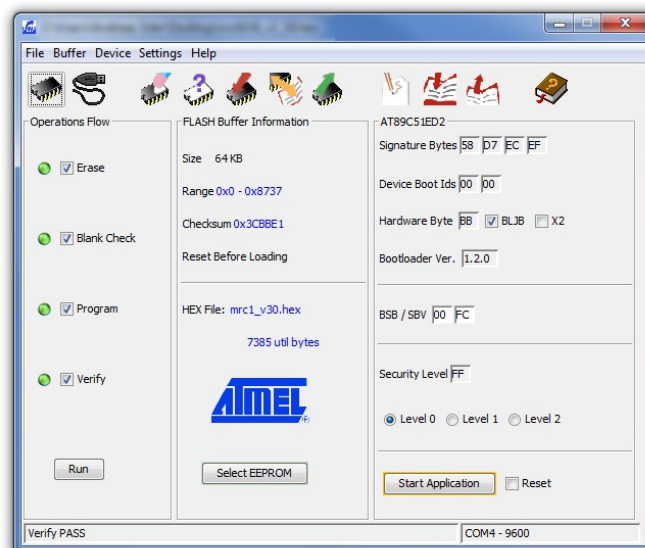 File Buffer Device Settings Help
Operations Flow
Erase
Blank Check
Program
Verify
Run
FLASH Buffer Information
Size 64 KB
Range 0x0 - 0x8737
Checksum 0x3CBBE1
Reset Before Loading
HEX File: mrc1_v30.hex
7385 util bytes
ATMEL
Select EEPROM
AT89C51ED2
Signature Bytes 58 D7 EC EF
Device Boot Ids 00 00
Hardware Byte BB BLJB X2
Bootloader Ver. 1.2.0
BSB / SBV 00 FC
Security Level FF
Level 0 Level 1 Level 2
Start Application Reset
Verify PASS
COM4 - 9600